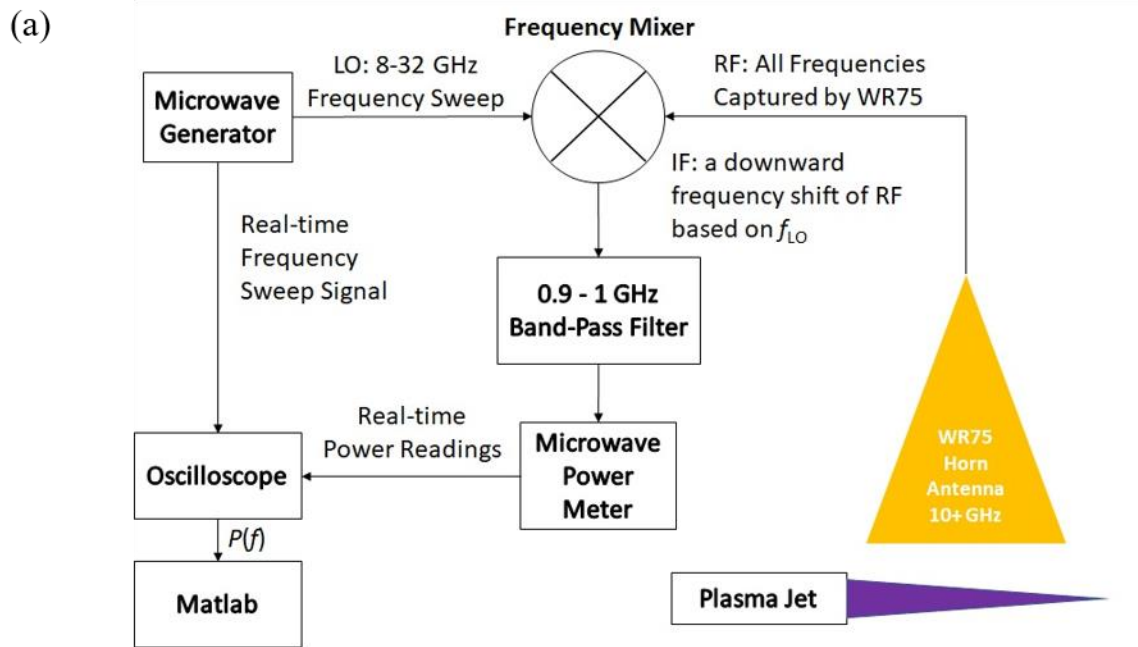 (a)
Frequency Mixer
LO: 8-32 GHz
Frequency Sweep
RF: All Frequencies
Captured by WR75
Microwave
Generator
IF: a downward
frequency shift of RF
based on fLO
Real-time
Frequency
Sweep Signal
0.9 - 1 GHz
Band-Pass Filter
Real-time
Power Readings
Microwave
Power
Meter
WR75
Horn
Antenna
10+ GHz
Oscilloscope
P(f)
Matlab
Plasma Jet